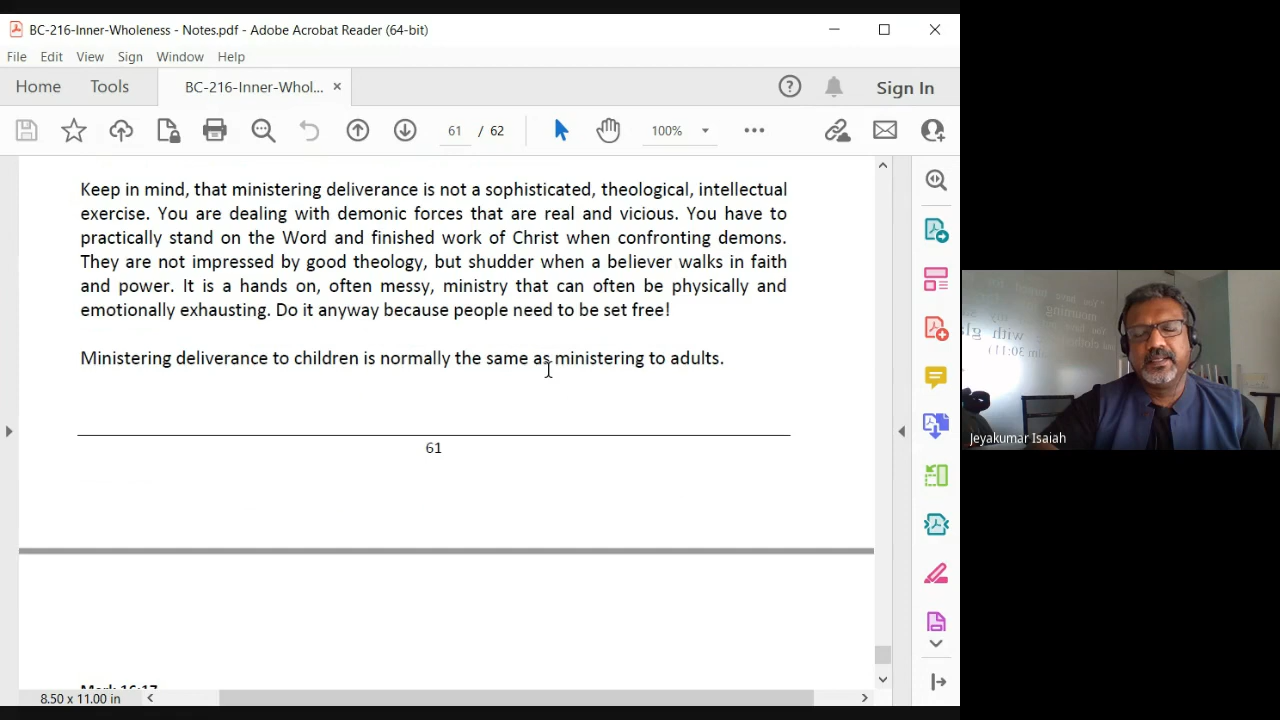 BC-216-Inner-Wholeness - Notes.pdf - Adobe Acrobat Reader (64-bit)
File Edit View Sign Window Help
Home Tools BC-216-Inner-Whol... × Sign In
61 / 62 100%
Keep in mind, that ministering deliverance is not a sophisticated, theological, intellectual
exercise. You are dealing with demonic forces that are real and vicious. You have to
practically stand on the Word and finished work of Christ when confronting demons.
They are not impressed by good theology, but shudder when a believer walks in faith
and power. It is a hands on, often messy, ministry that can often be physically and
emotionally exhausting. Do it anyway because people need to be set free!
Ministering deliverance to children is normally the same as ministering to adults.
61
Mark 16:17
8.50 x 11.00 in
Jeyakumar Isaiah